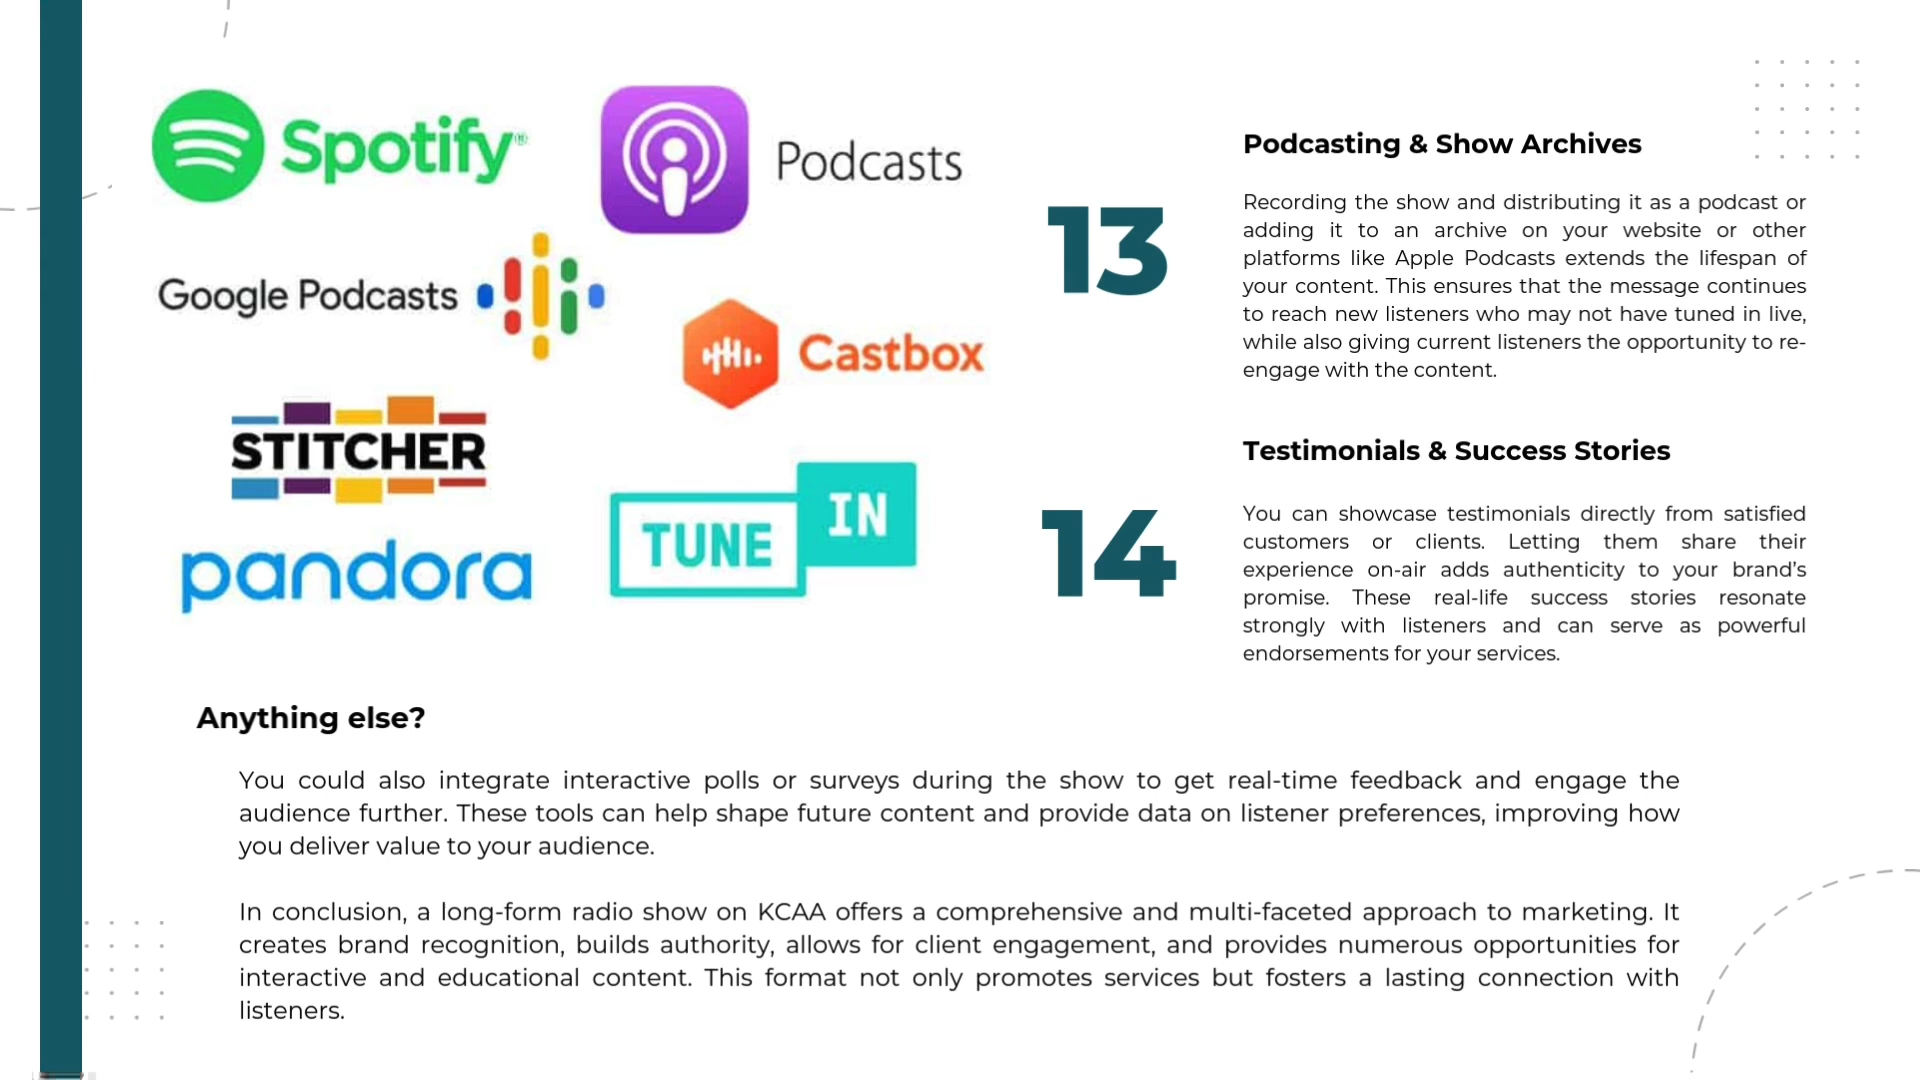 Spotify®
Podcasts
Google Podcasts
Castbox
STITCHER
TUNE IN
pandora
13
Podcasting & Show Archives
Recording the show and distributing it as a podcast or
adding it to an archive on your website or other
platforms like Apple Podcasts extends the lifespan of
your content. This ensures that the message continues
to reach new listeners who may not have tuned in live,
while also giving current listeners the opportunity to re-
engage with the content.
14
Testimonials & Success Stories
You can showcase testimonials directly from satisfied
customers or clients. Letting them share their
experience on-air adds authenticity to your brand’s
promise. These real-life success stories resonate
strongly with listeners and can serve as powerful
endorsements for your services.
Anything else?
You could also integrate interactive polls or surveys during the show to get real-time feedback and engage the
audience further. These tools can help shape future content and provide data on listener preferences, improving how
you deliver value to your audience.
In conclusion, a long-form radio show on KCAA offers a comprehensive and multi-faceted approach to marketing. It
creates brand recognition, builds authority, allows for client engagement, and provides numerous opportunities for
interactive and educational content. This format not only promotes services but fosters a lasting connection with
listeners.